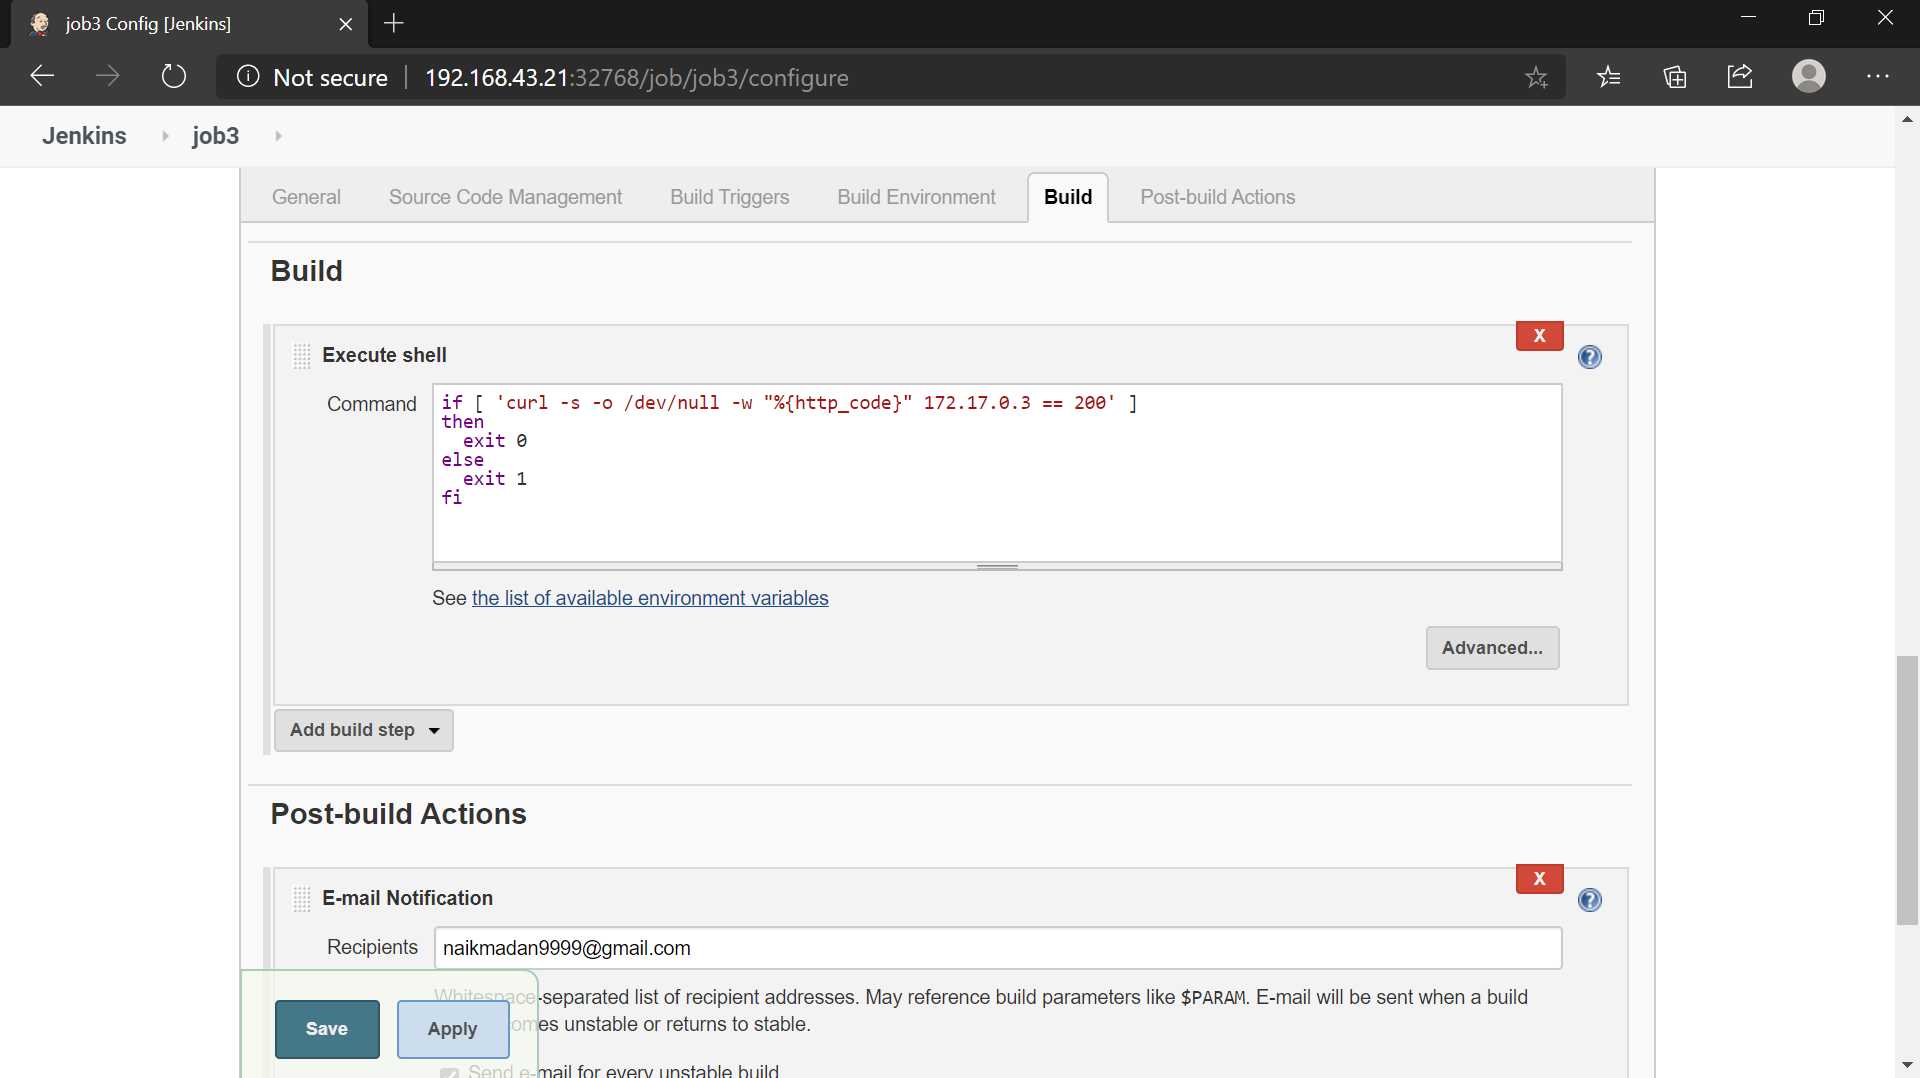 job3 Config [Jenkins]
Not secure 192.168.43.21:32768/job/job3/configure
Jenkins job3
General Source Code Management Build Triggers Build Environment Build Post-build Actions
Build
X
Execute shell
Command
if [ 'curl -s -o /dev/null -w "%{http_code}" 172.17.0.3 == 200' ]
then
exit 0
else
exit 1
fi
See the list of available environment variables
Advanced...
Add build step
Post-build Actions
X
E-mail Notification
Recipients naikmadan9999@gmail.com
Whitespace-separated list of recipient addresses. May reference build parameters like $PARAM. E-mail will be sent when a build
omes unstable or returns to stable.
Save Apply
Send e-mail for every unstable build